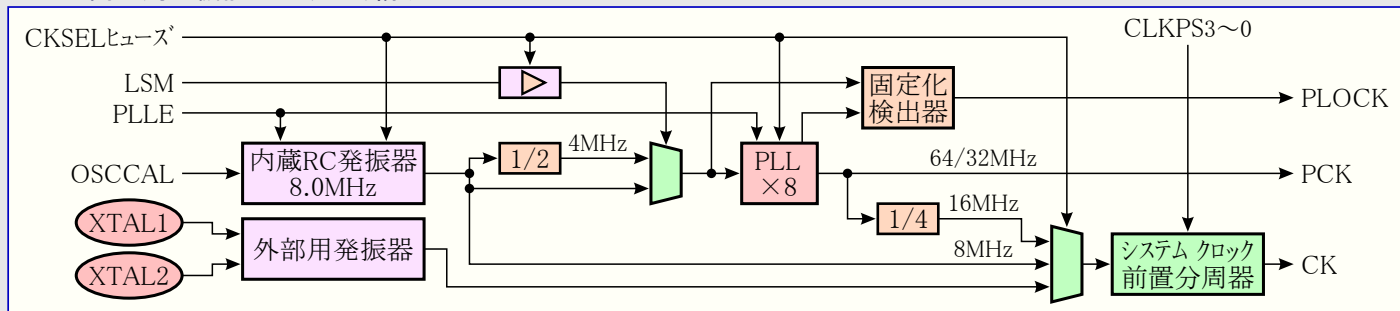 CKSELヒューズ
CLKPS3～0
LSM
PLLE
固定化
検出器
PLOCK
OSCCAL
内蔵RC発振器
8.0MHz
1/2
4MHz
PLL
×8
64/32MHz
PCK
XTAL1
XTAL2
外部用発振器
1/4
16MHz
8MHz
システム クロック
前置分周器
CK